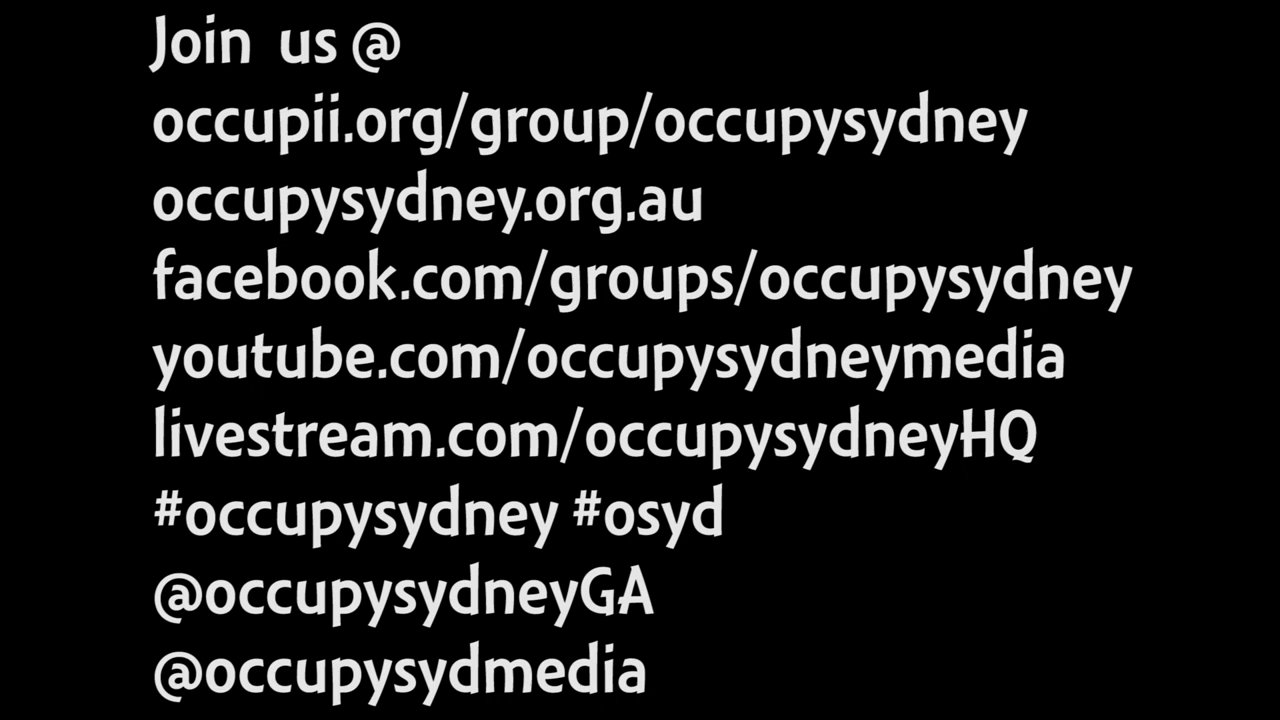 Join us @
occupii.org/group/occupysydney
occupysydney.org.au
facebook.com/groups/occupysydney
youtube.com/occupysydneymedia
livestream.com/occupysydneyHQ
#occupysydney #osyd
@occupysydneyGA
@occupysydmedia